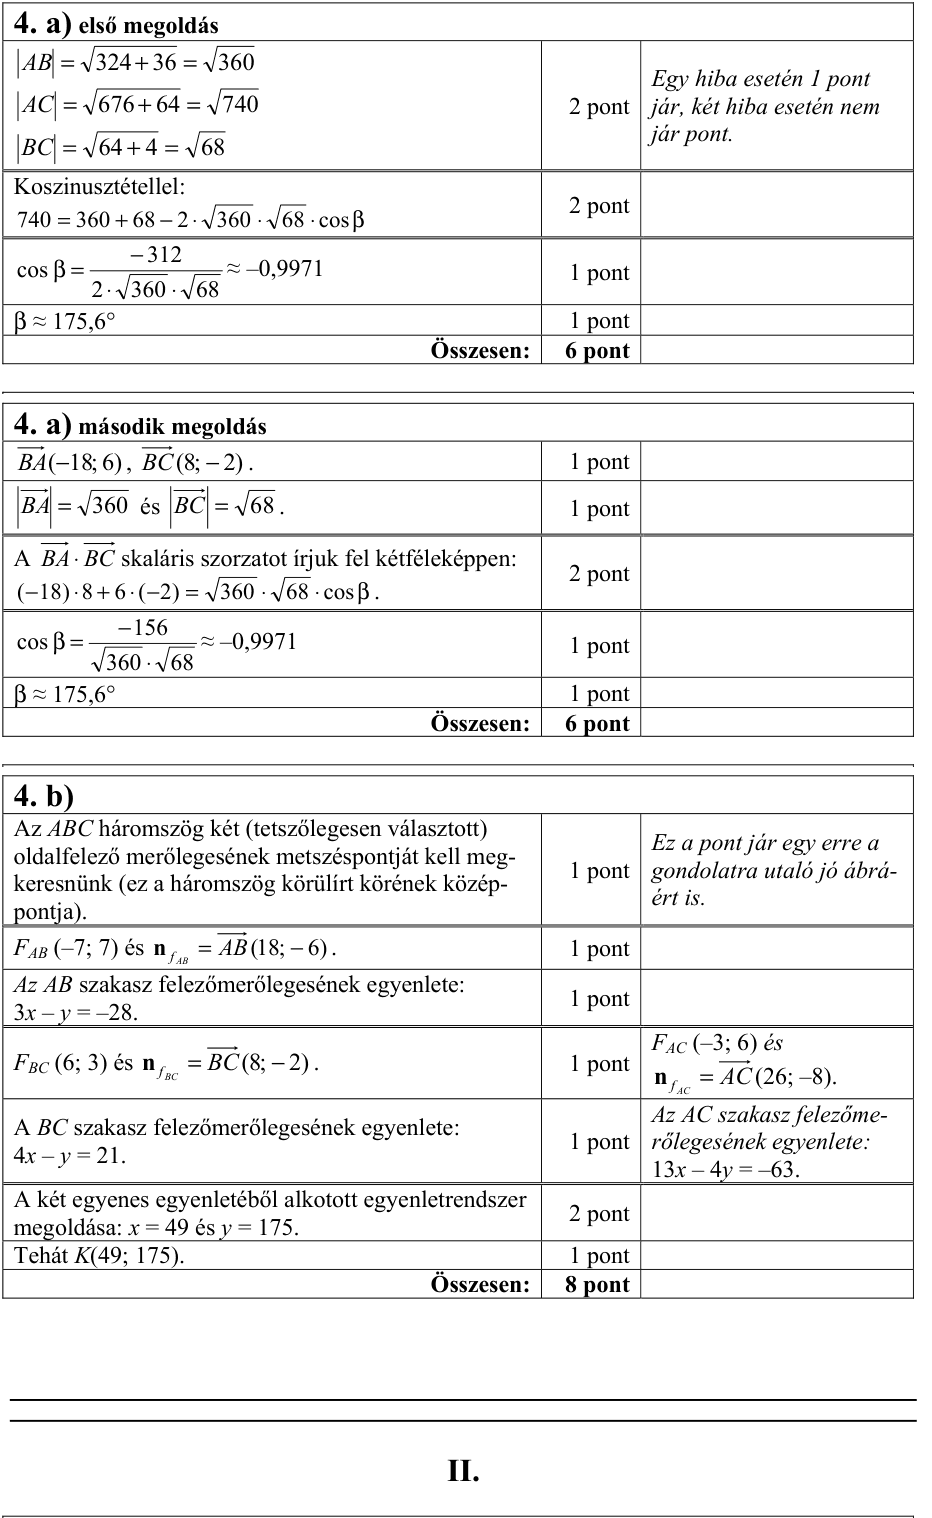 4. a) első megoldás
|AB| = √324+36 = √360
|AC| = √676+64 = √740
|BC| = √64+4 = √68
2 pont
Egy hiba esetén 1 pont
jár, két hiba esetén nem
jár pont.
Koszinusztétellel:
740 = 360 + 68 – 2 · √360 · √68 · cos β
2 pont
cos β = –312 / (2 · √360 · √68) ≈ –0,9971
1 pont
β ≈ 175,6°
1 pont
Összesen: 6 pont
4. a) második megoldás
BA→(–18; 6), BC→(8; – 2).
1 pont
|BA→| = √360 és |BC→| = √68.
1 pont
A BA→ · BC→ skaláris szorzatot írjuk fel kétféleképpen:
(–18) · 8 + 6 · (–2) = √360 · √68 · cos β.
2 pont
cos β = –156 / (√360 · √68) ≈ –0,9971
1 pont
β ≈ 175,6°
1 pont
Összesen: 6 pont
4. b)
Az ABC háromszög két (tetszőlegesen választott)
oldalfelező merőlegesének metszéspontját kell meg-
keresnünk (ez a háromszög körülírt körének közép-
pontja).
1 pont
Ez a pont jár egy erre a
gondolatra utaló jó ábrá-
ért is.
F_AB (–7; 7) és n_f_AB = AB→(18; – 6).
1 pont
Az AB szakasz felezőmerőlegesének egyenlete:
3x – y = –28.
1 pont
F_BC (6; 3) és n_f_BC = BC→(8; – 2).
1 pont
F_AC (–3; 6) és
n_f_AC = AC→(26; –8).
A BC szakasz felezőmerőlegesének egyenlete:
4x – y = 21.
1 pont
Az AC szakasz felezőme-
rőlegesének egyenlete:
13x – 4y = –63.
A két egyenes egyenletéből alkotott egyenletrendszer
megoldása: x = 49 és y = 175.
2 pont
Tehát K(49; 175).
1 pont
Összesen: 8 pont
II.